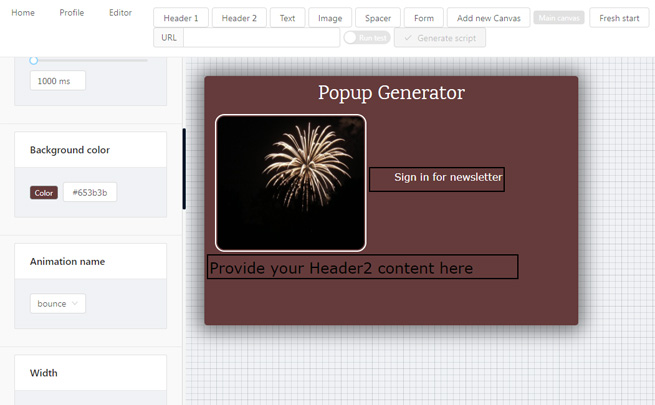 Home Profile Editor
Header 1 Header 2 Text Image Spacer Form Add new Canvas Main canvas Fresh start
URL Run test Generate script
1000 ms
Background color
Color #653b3b
Animation name
bounce
Width
Popup Generator
Sign in for newsletter
Provide your Header2 content here